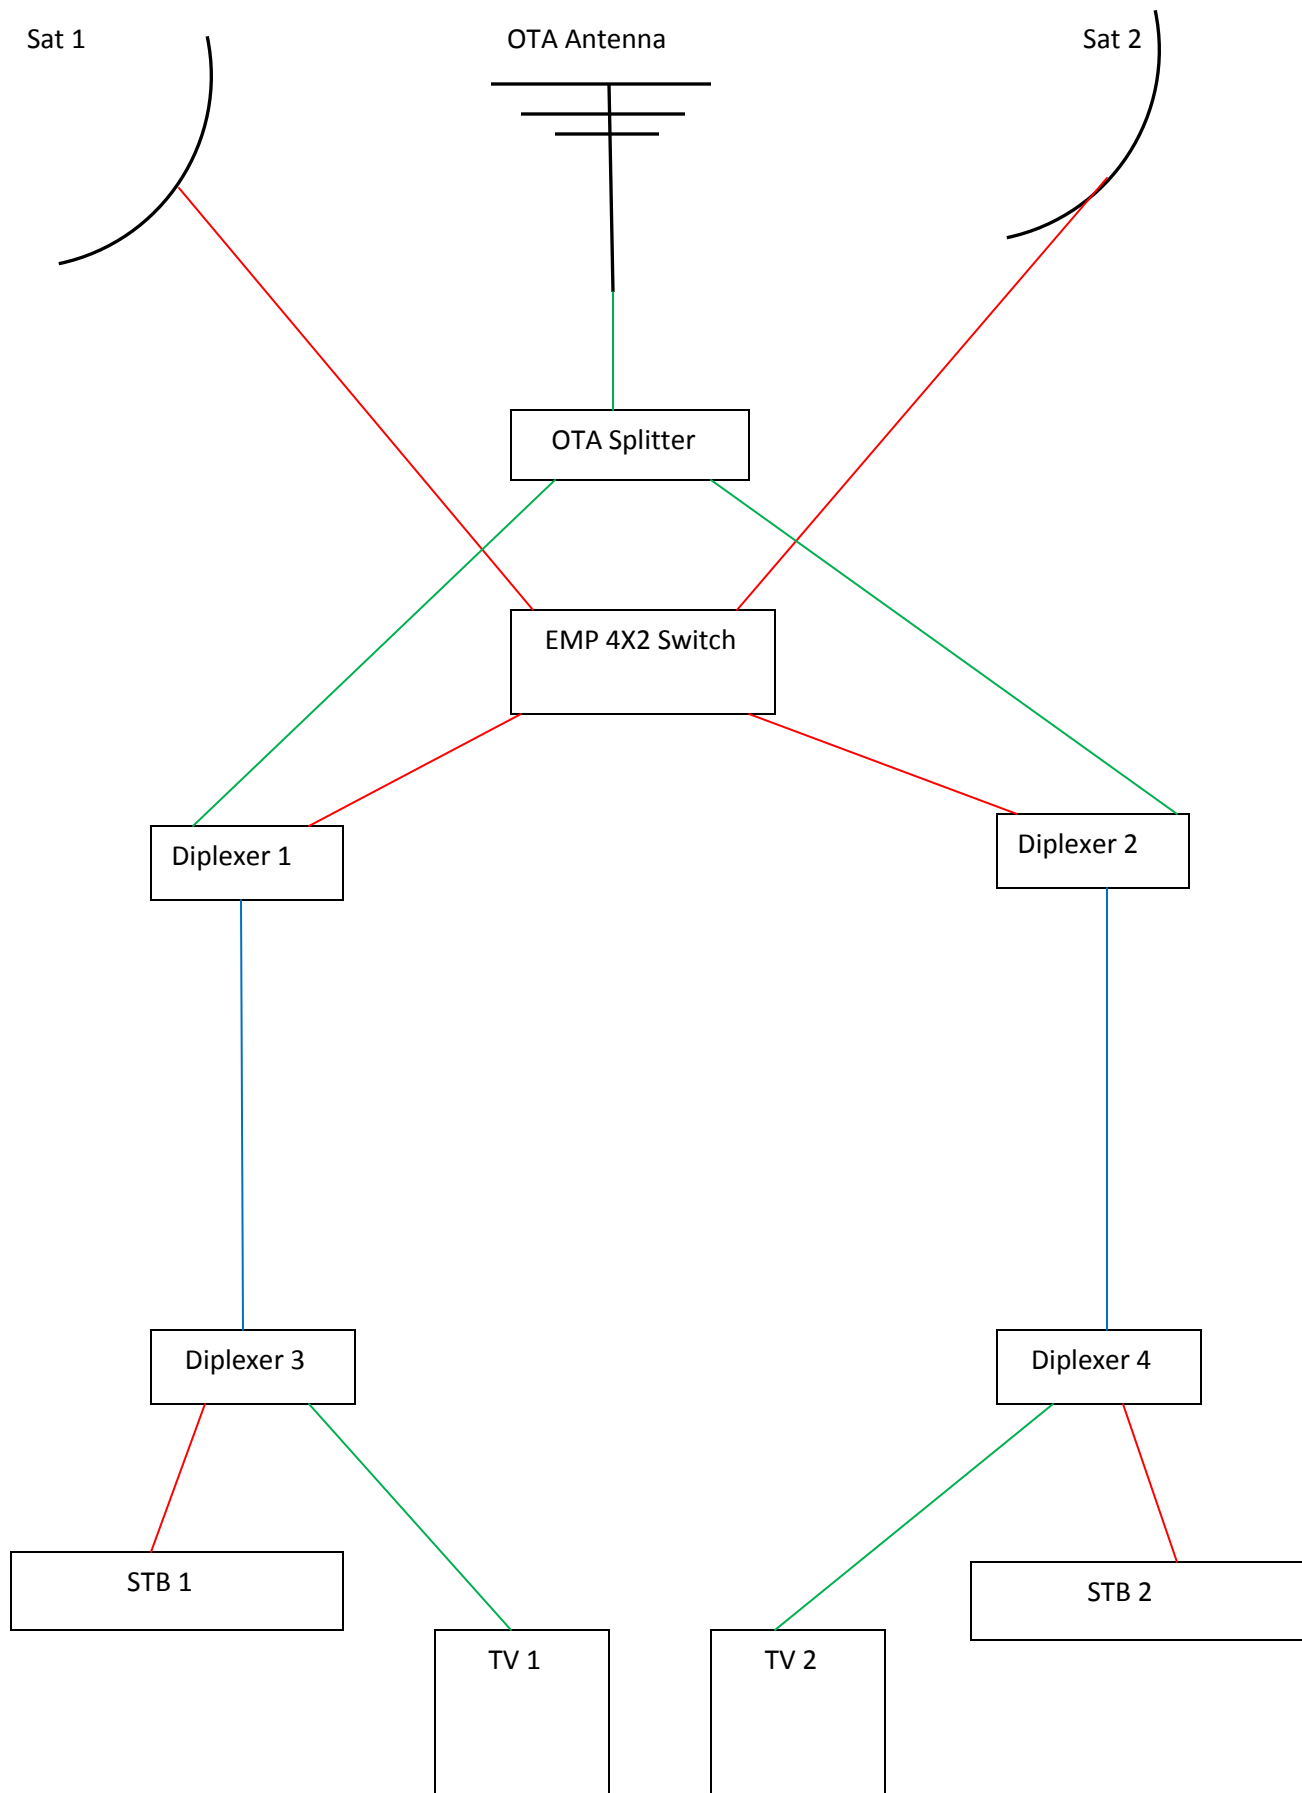 Sat 1
OTA Antenna
Sat 2
OTA Splitter
EMP 4X2 Switch
Diplexer 1
Diplexer 2
Diplexer 3
Diplexer 4
STB 1
STB 2
TV 1
TV 2